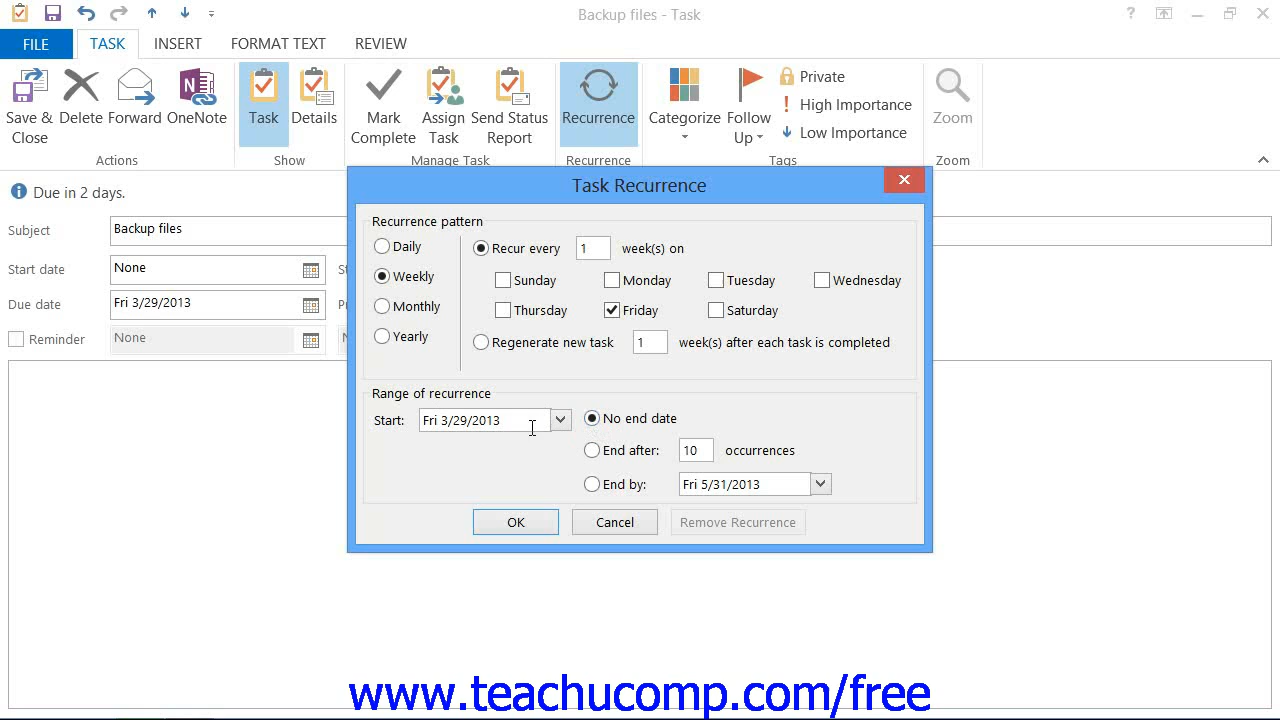 Backup files - Task
?
FILE TASK INSERT FORMAT TEXT REVIEW
Save & Close Delete Forward OneNote Task Details Mark Complete Assign Task Send Status Report Recurrence Categorize Follow Up Private High Importance Low Importance Zoom
Actions Show Manage Task Recurrence Tags Zoom
Due in 2 days.
Subject Backup files
Start date None
Due date Fri 3/29/2013
Reminder None
Task Recurrence
Recurrence pattern
Daily Recur every 1 week(s) on
Weekly Sunday Monday Tuesday Wednesday
Monthly Thursday Friday Saturday
Yearly Regenerate new task 1 week(s) after each task is completed
Range of recurrence
Start: Fri 3/29/2013 No end date
End after: 10 occurrences
End by: Fri 5/31/2013
OK Cancel Remove Recurrence
www.teachucomp.com/free